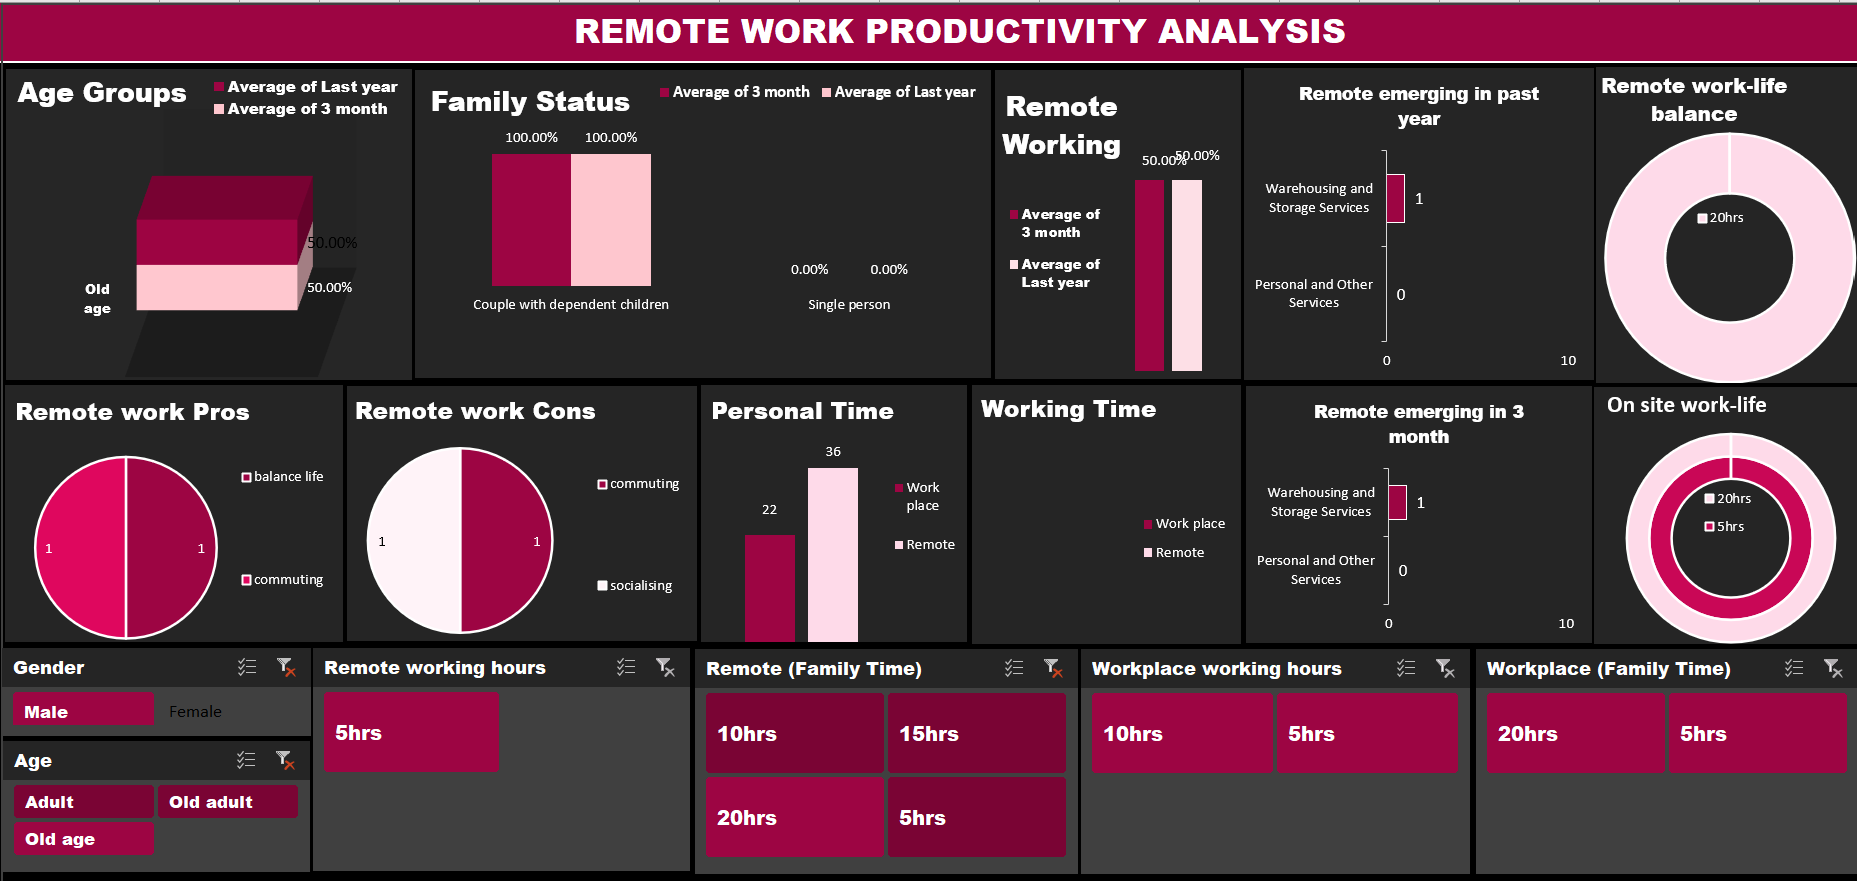 REMOTE WORK PRODUCTIVITY ANALYSIS
Age Groups
Average of Last year
Average of 3 month
50.00%
50.00%
Old
age
Family Status
Average of 3 month
Average of Last year
100.00%
100.00%
0.00%
0.00%
Couple with dependent children
Single person
Remote
Working
50.00%
50.00%
Average of
3 month
Average of
Last year
Remote emerging in past
year
Warehousing and
Storage Services
1
Personal and Other
Services
0
0
10
Remote work-life
balance
20hrs
Remote work Pros
1
1
balance life
commuting
Remote work Cons
1
1
commuting
socialising
Personal Time
22
36
Work
place
Remote
Working Time
Work place
Remote
Remote emerging in 3
month
Warehousing and
Storage Services
1
Personal and Other
Services
0
0
10
On site work-life
20hrs
5hrs
Gender
Male
Female
Age
Adult
Old adult
Old age
Remote working hours
5hrs
Remote (Family Time)
10hrs
15hrs
20hrs
5hrs
Workplace working hours
10hrs
5hrs
Workplace (Family Time)
20hrs
5hrs